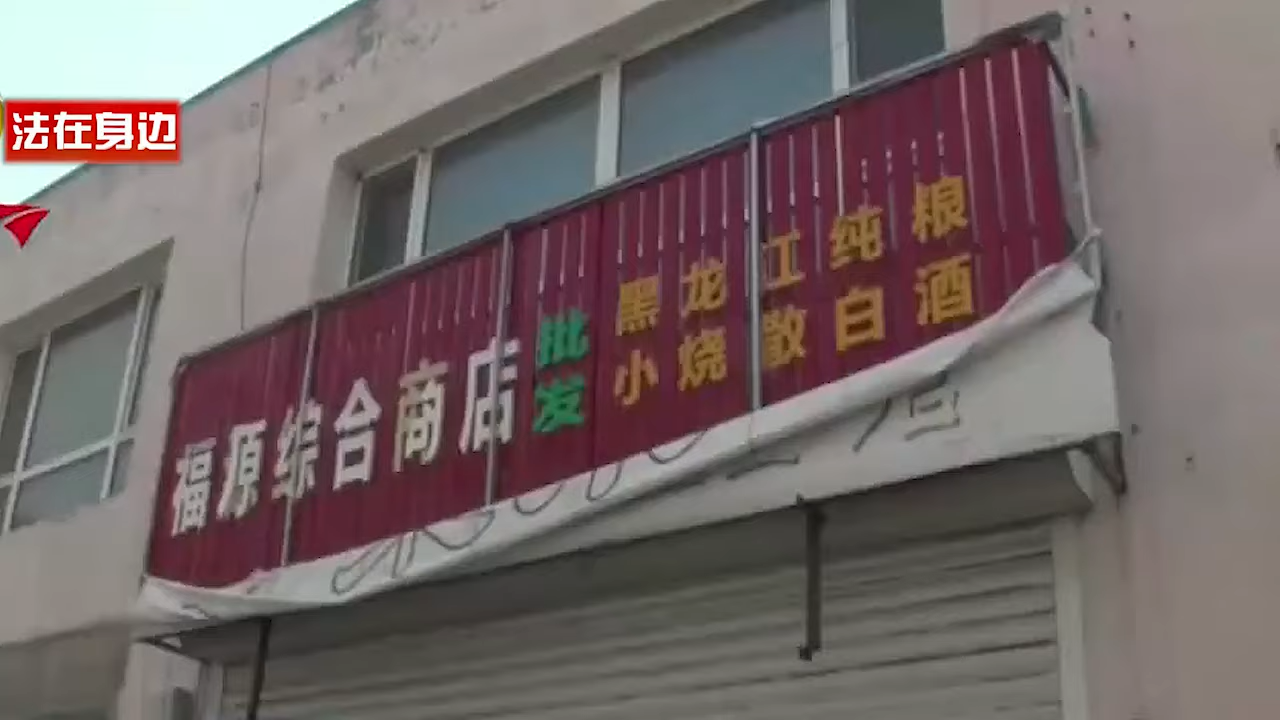 法在身边
福原综合商店
批发
黑龙江纯粮
小烧散白酒